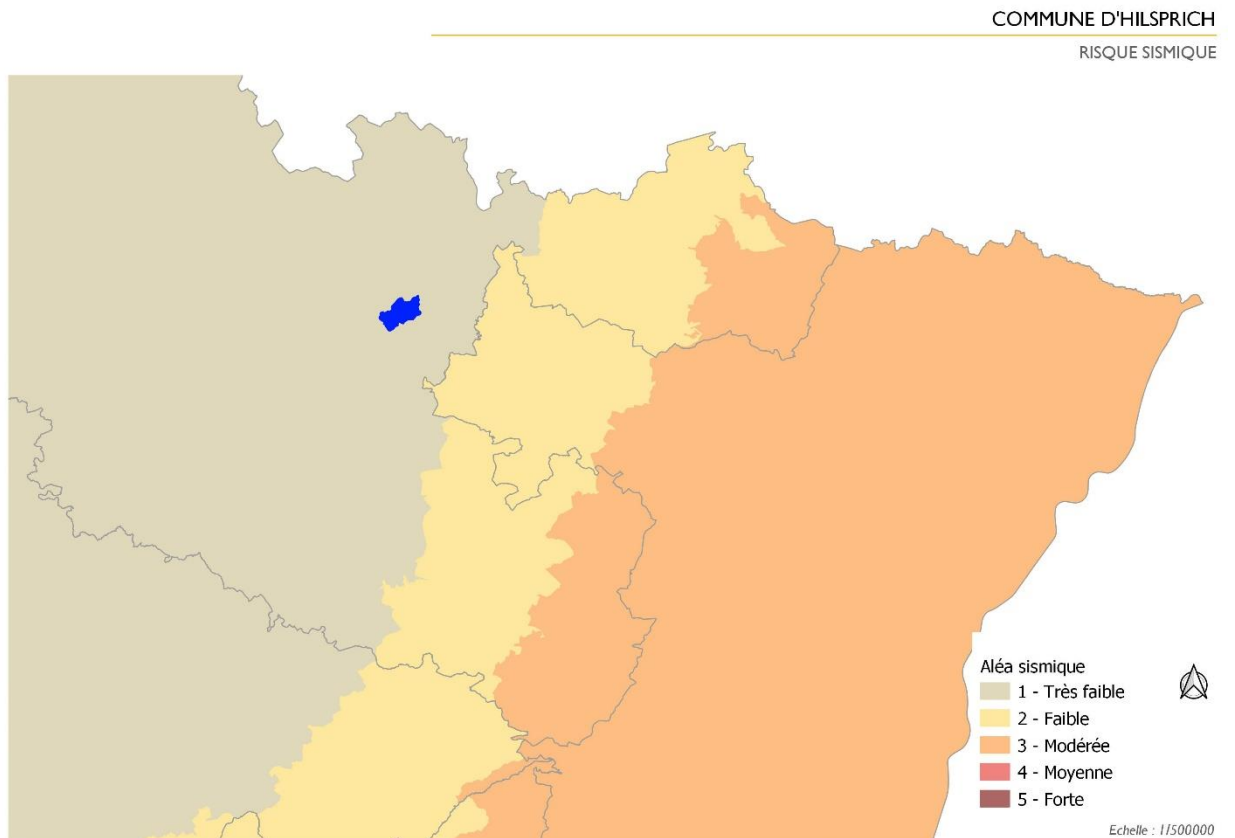 COMMUNE D'HILSPRICH
RISQUE SISMIQUE
Aléa sismique
1 - Très faible
2 - Faible
3 - Modérée
4 - Moyenne
5 - Forte
Echelle : 1/500000